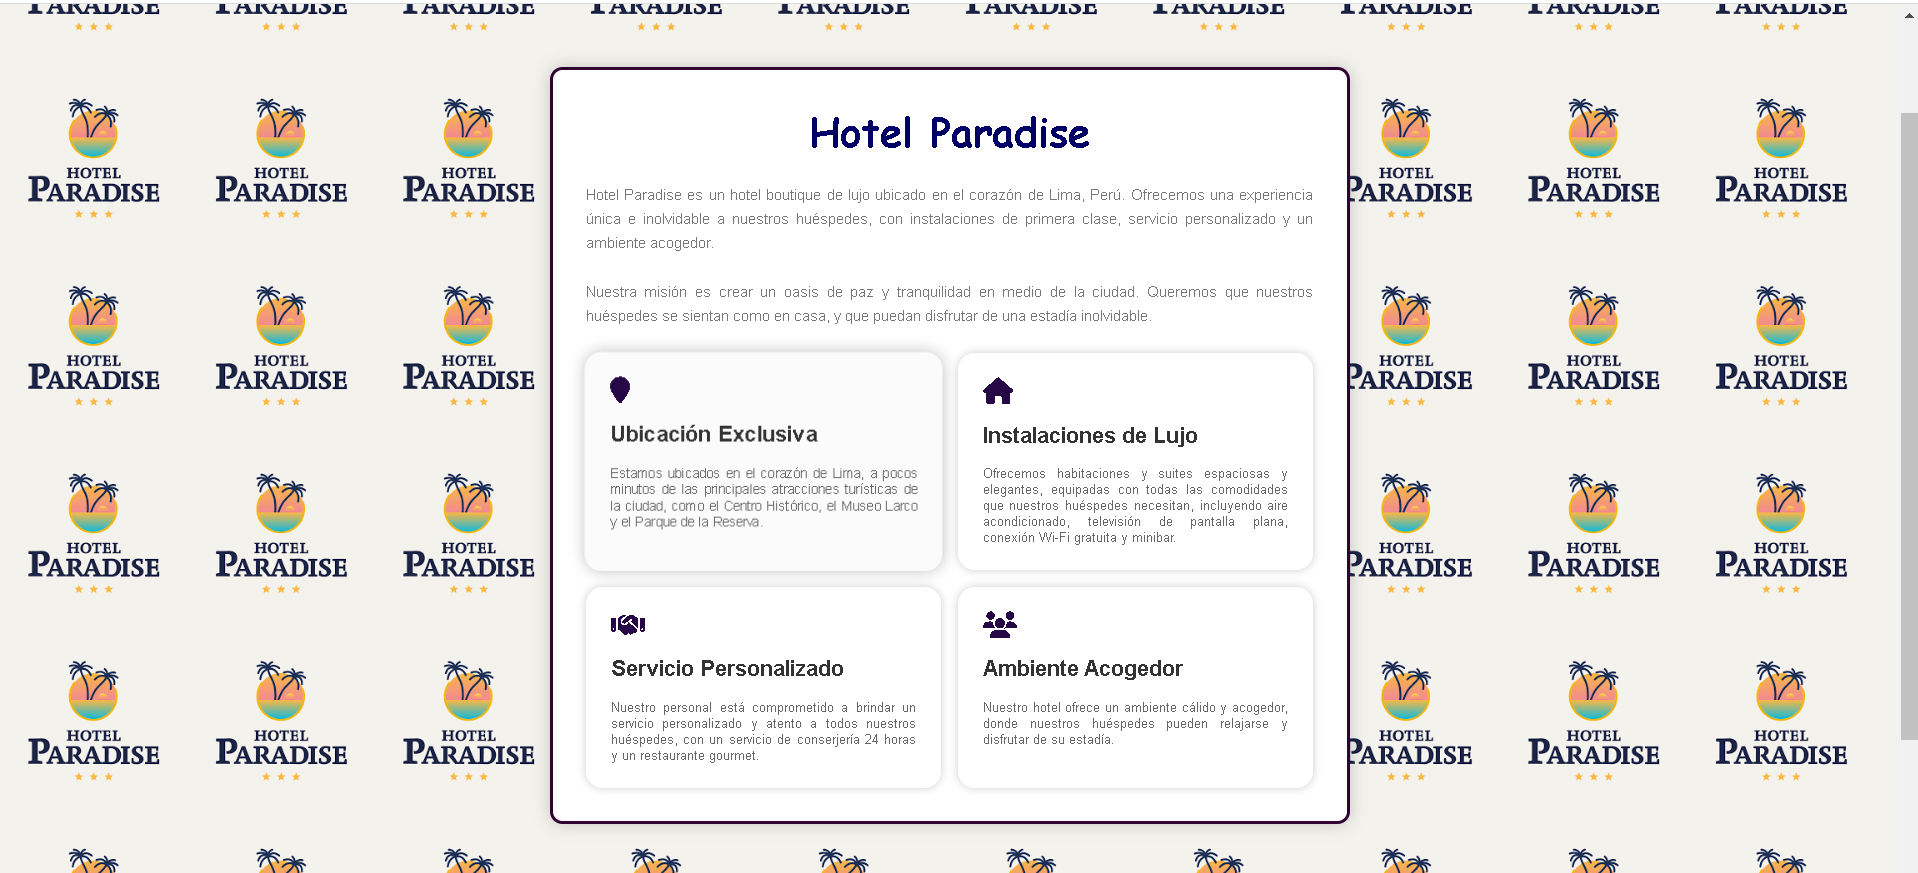 Hotel Paradise
Hotel Paradise es un hotel boutique de lujo ubicado en el corazón de Lima, Perú. Ofrecemos una experiencia
única e inolvidable a nuestros huéspedes, con instalaciones de primera clase, servicio personalizado y un
ambiente acogedor.
Nuestra misión es crear un oasis de paz y tranquilidad en medio de la ciudad. Queremos que nuestros
huéspedes se sientan como en casa, y que puedan disfrutar de una estadía inolvidable.
Ubicación Exclusiva
Estamos ubicados en el corazón de Lima, a pocos
minutos de las principales atracciones turísticas de
la ciudad, como el Centro Histórico, el Museo Larco
y el Parque de la Reserva.
Instalaciones de Lujo
Ofrecemos habitaciones y suites espaciosas y
elegantes, equipadas con todas las comodidades
que nuestros huéspedes necesitan, incluyendo aire
acondicionado, televisión de pantalla plana,
conexión Wi-Fi gratuita y minibar.
Servicio Personalizado
Nuestro personal está comprometido a brindar un
servicio personalizado y atento a todos nuestros
huéspedes, con un servicio de conserjería 24 horas
y un restaurante gourmet.
Ambiente Acogedor
Nuestro hotel ofrece un ambiente cálido y acogedor,
donde nuestros huéspedes pueden relajarse y
disfrutar de su estadía.
HOTEL
PARADISE